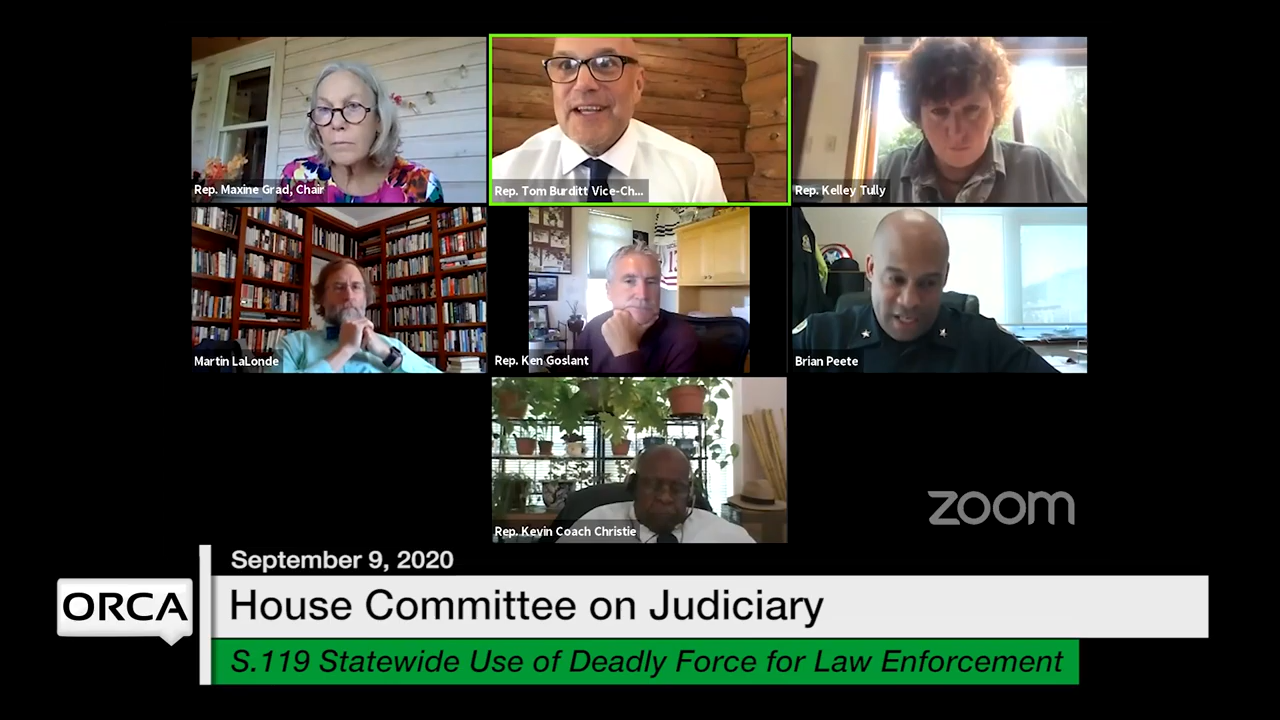 Rep. Maxine Grad, Chair
Rep. Tom Burditt Vice-Ch...
Rep. Kelley Tully
Martin LaLonde
Rep. Ken Goslant
Brian Peete
Rep. Kevin Coach Christie
zoom
September 9, 2020
ORCA
House Committee on Judiciary
S.119 Statewide Use of Deadly Force for Law Enforcement